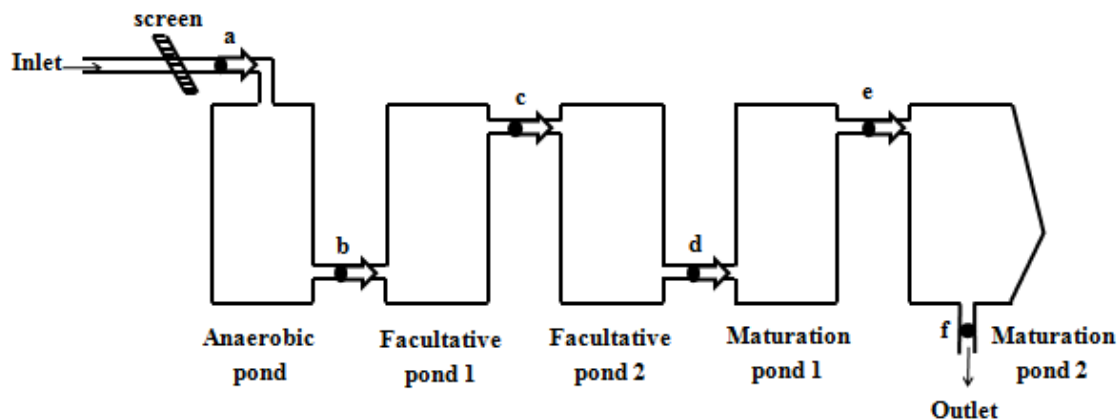 screen
a
Inlet
c
e
b
d
f
Anaerobic
pond
Facultative
pond 1
Facultative
pond 2
Maturation
pond 1
Maturation
pond 2
Outlet